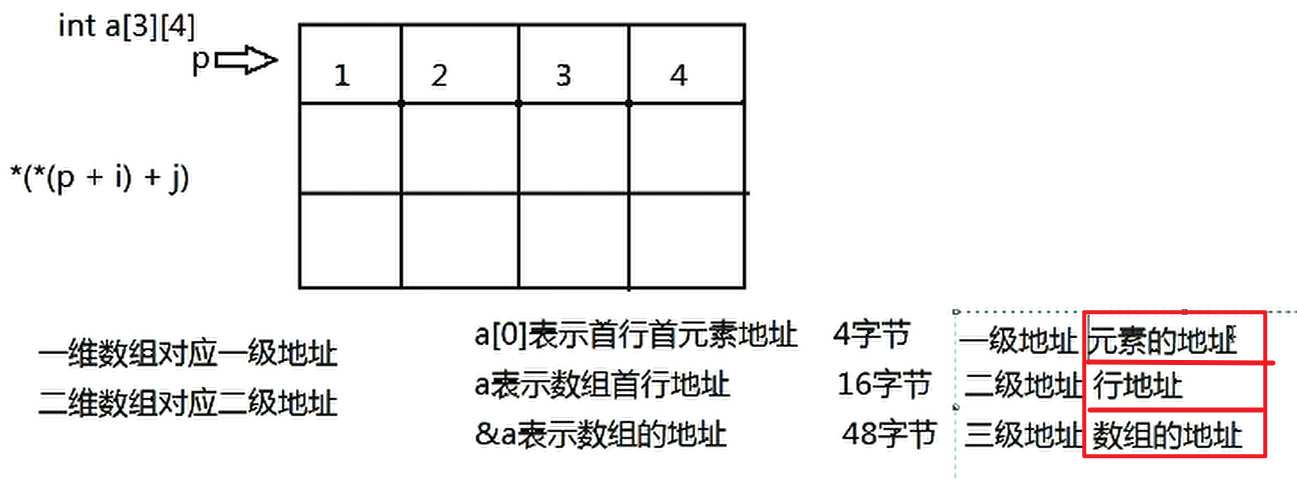 int a[3][4]
p
1 2 3 4
*(*(p + i) + j)
a[0]表示首行首元素地址 4字节 一级地址 元素的地址
一维数组对应一级地址
a表示数组首行地址 16字节 二级地址 行地址
二维数组对应二级地址
&a表示数组的地址 48字节 三级地址 数组的地址